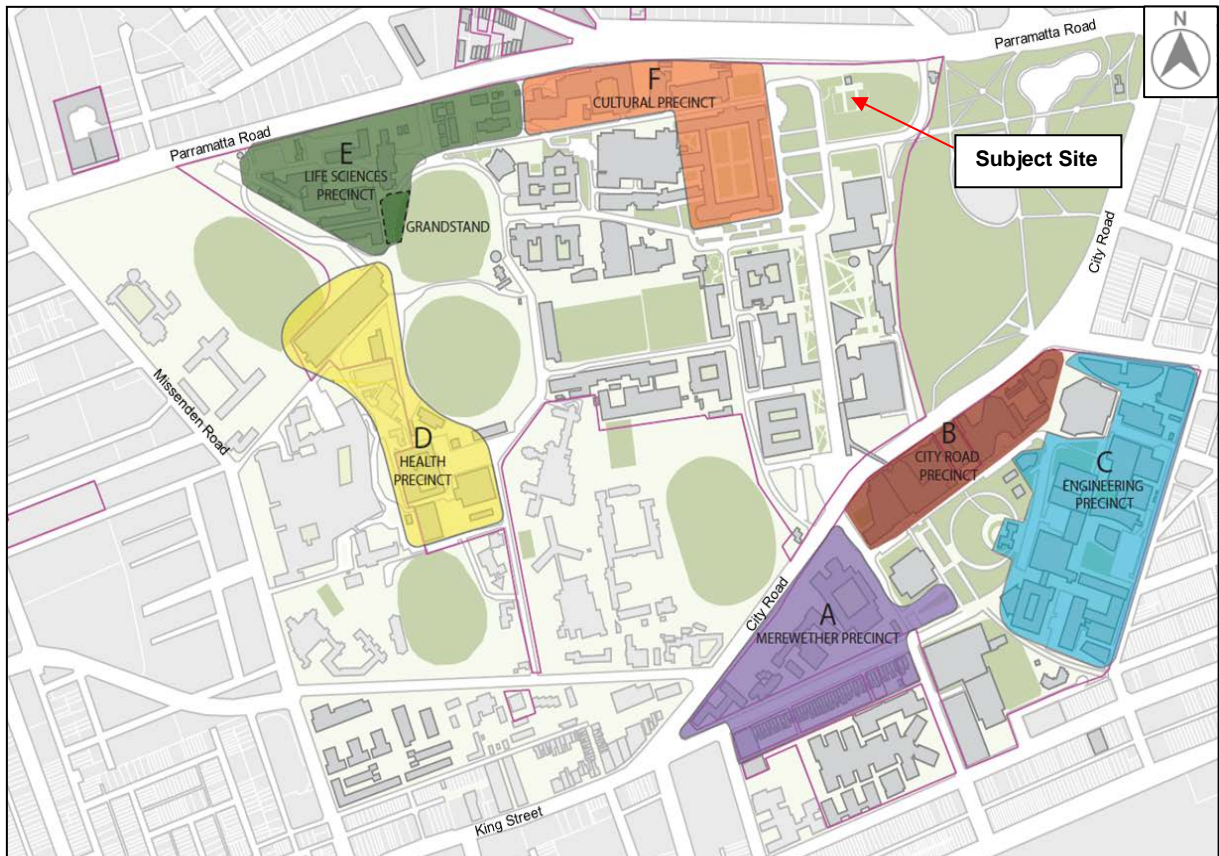 N
Parramatta Road
F
CULTURAL PRECINCT
Subject Site
Parramatta Road
E
LIFE SCIENCES
PRECINCT
GRANDSTAND
City Road
Missenden Road
D
HEALTH
PRECINCT
B
CITY ROAD
PRECINCT
C
ENGINEERING
PRECINCT
City Road
A
MEREWETHER PRECINCT
King Street